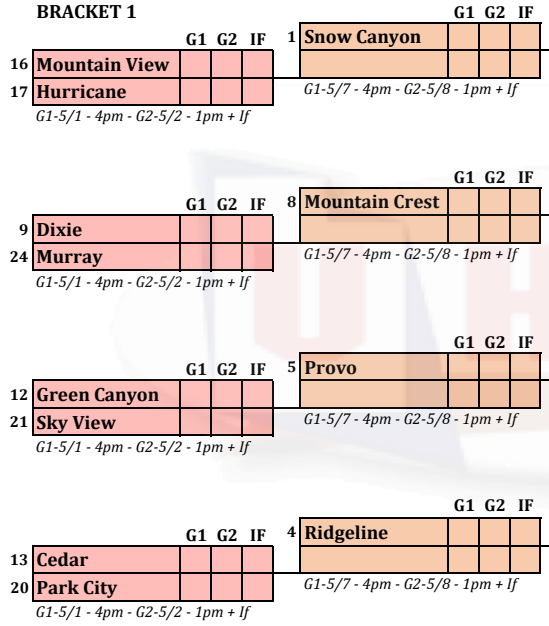 BRACKET 1
G1 G2 IF
1 Snow Canyon
G1 G2 IF
16 Mountain View
17 Hurricane
G1-5/1 - 4pm - G2-5/2 - 1pm + If
G1-5/7 - 4pm - G2-5/8 - 1pm + If
G1 G2 IF
8 Mountain Crest
G1 G2 IF
9 Dixie
24 Murray
G1-5/1 - 4pm - G2-5/2 - 1pm + If
G1-5/7 - 4pm - G2-5/8 - 1pm + If
G1 G2 IF
5 Provo
G1 G2 IF
12 Green Canyon
21 Sky View
G1-5/1 - 4pm - G2-5/2 - 1pm + If
G1-5/7 - 4pm - G2-5/8 - 1pm + If
G1 G2 IF
4 Ridgeline
G1 G2 IF
13 Cedar
20 Park City
G1-5/1 - 4pm - G2-5/2 - 1pm + If
G1-5/7 - 4pm - G2-5/8 - 1pm + If
U H